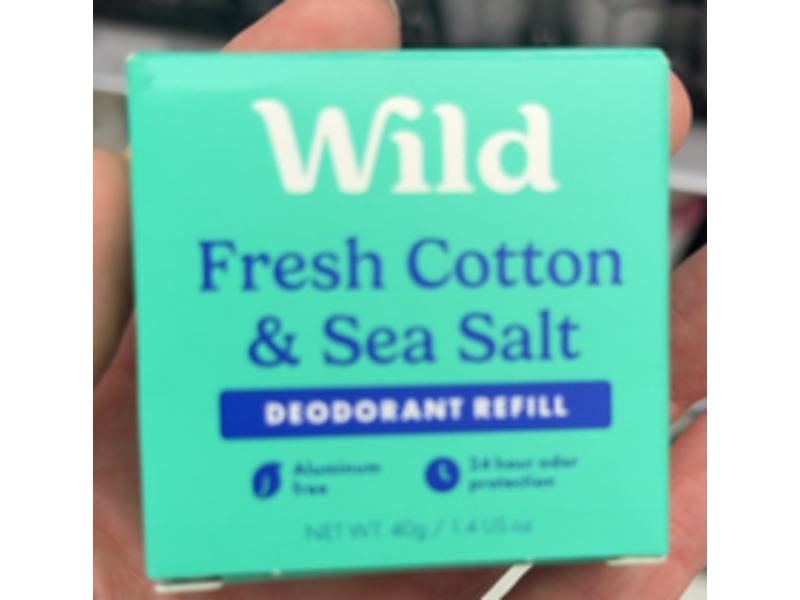 Wild
Fresh Cotton
& Sea Salt
DEODORANT REFILL
Aluminum
free
24 hour odor
protection
NET WT. 40g / 1.4 US oz